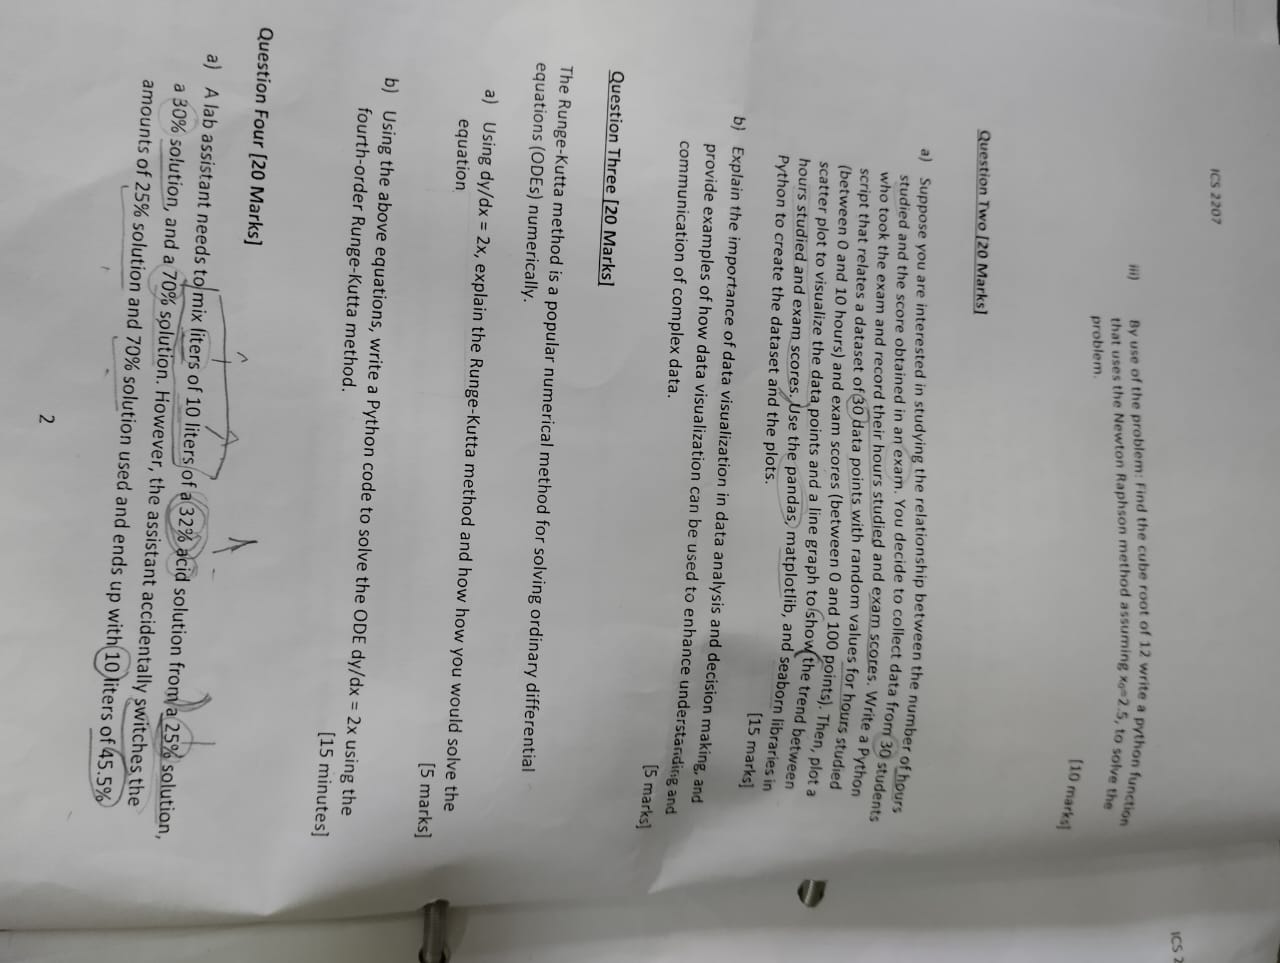 ICS 2207
ICS 2
iii) By use of the problem: Find the cube root of 12 write a python function
that uses the Newton Raphson method assuming x₀=2.5, to solve the
problem.
[10 marks]
Question Two [20 Marks]
a) Suppose you are interested in studying the relationship between the number of hours
studied and the score obtained in an exam. You decide to collect data from 30 students
who took the exam and record their hours studied and exam scores. Write a Python
script that relates a dataset of 30 data points with random values for hours studied
(between 0 and 10 hours) and exam scores (between 0 and 100 points). Then, plot a
scatter plot to visualize the data points and a line graph to show the trend between
hours studied and exam scores. Use the pandas, matplotlib, and seaborn libraries in
Python to create the dataset and the plots.
[15 marks]
b) Explain the importance of data visualization in data analysis and decision making, and
provide examples of how data visualization can be used to enhance understanding and
communication of complex data.
[5 marks]
Question Three [20 Marks]
The Runge-Kutta method is a popular numerical method for solving ordinary differential
equations (ODEs) numerically.
a) Using dy/dx = 2x, explain the Runge-Kutta method and how how you would solve the
equation
[5 marks]
b) Using the above equations, write a Python code to solve the ODE dy/dx = 2x using the
fourth-order Runge-Kutta method.
[15 minutes]
Question Four [20 Marks]
a) A lab assistant needs to mix liters of 10 liters of a 32% acid solution from a 25% solution,
a 30% solution, and a 70% solution. However, the assistant accidentally switches the
amounts of 25% solution and 70% solution used and ends up with 10 liters of 45.5%
2